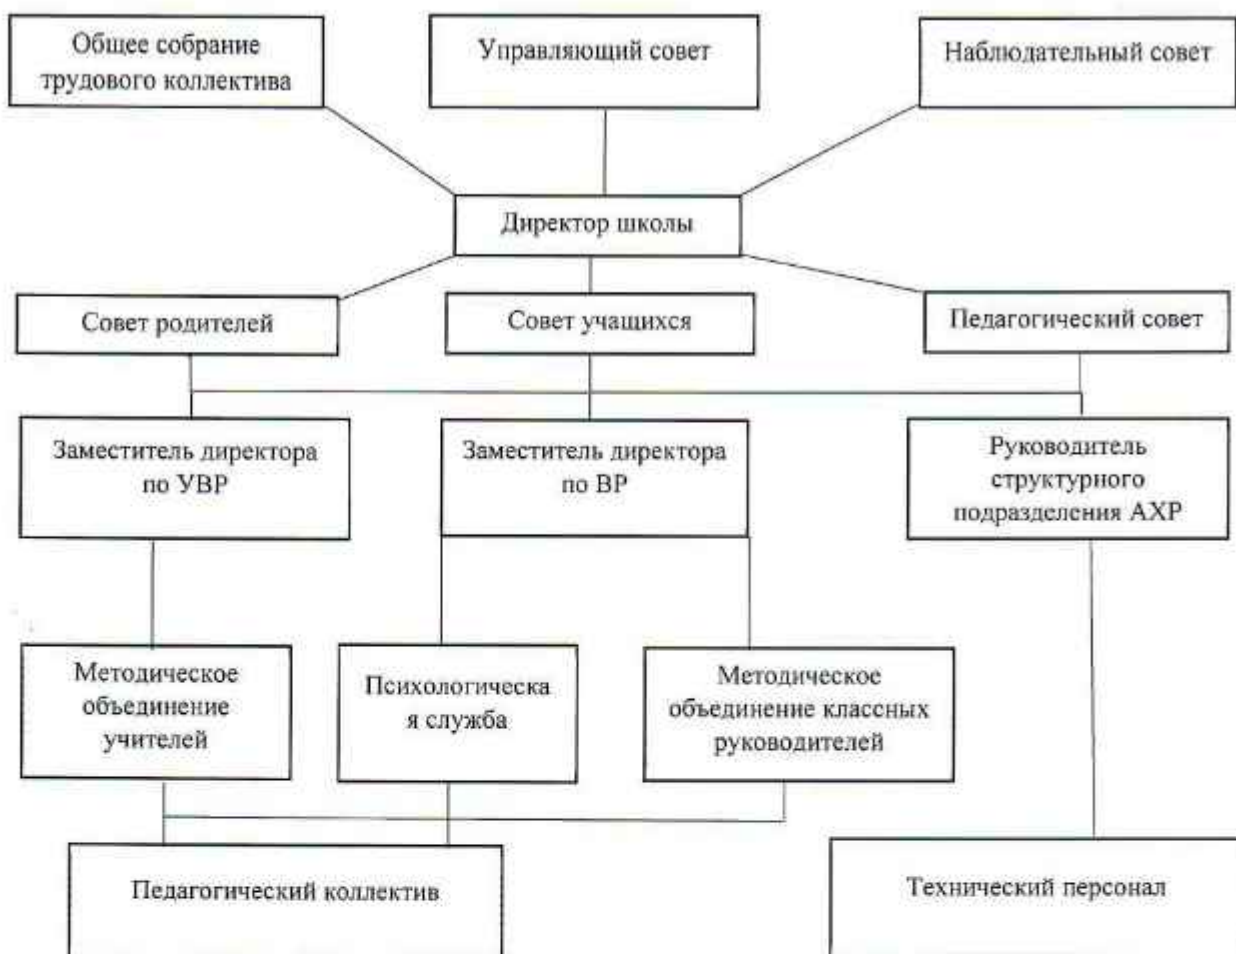 Общее собрание
трудового коллектива
Управляющий совет
Наблюдательный совет
Директор школы
Совет родителей
Совет учащихся
Педагогический совет
Заместитель директора
по УВР
Заместитель директора
по ВР
Руководитель
структурного
подразделения АХР
Методическое
объединение
учителей
Психологическа
я служба
Методическое
объединение классных
руководителей
Педагогический коллектив
Технический персонал